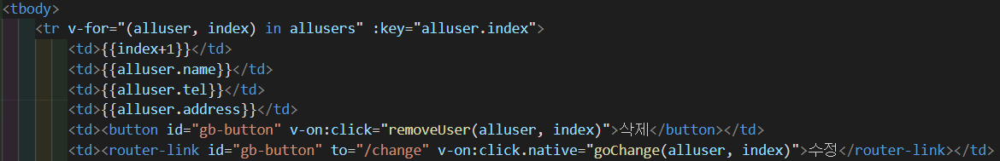 <tbody>
<tr v-for="(alluser, index) in allusers" :key="alluser.index">
<td>{{index+1}}</td>
<td>{{alluser.name}}</td>
<td>{{alluser.tel}}</td>
<td>{{alluser.address}}</td>
<td><button id="gb-button" v-on:click="removeUser(alluser, index)">삭제</button></td>
<td><router-link id="gb-button" to="/change" v-on:click.native="goChange(alluser, index)">수정</router-link></td>